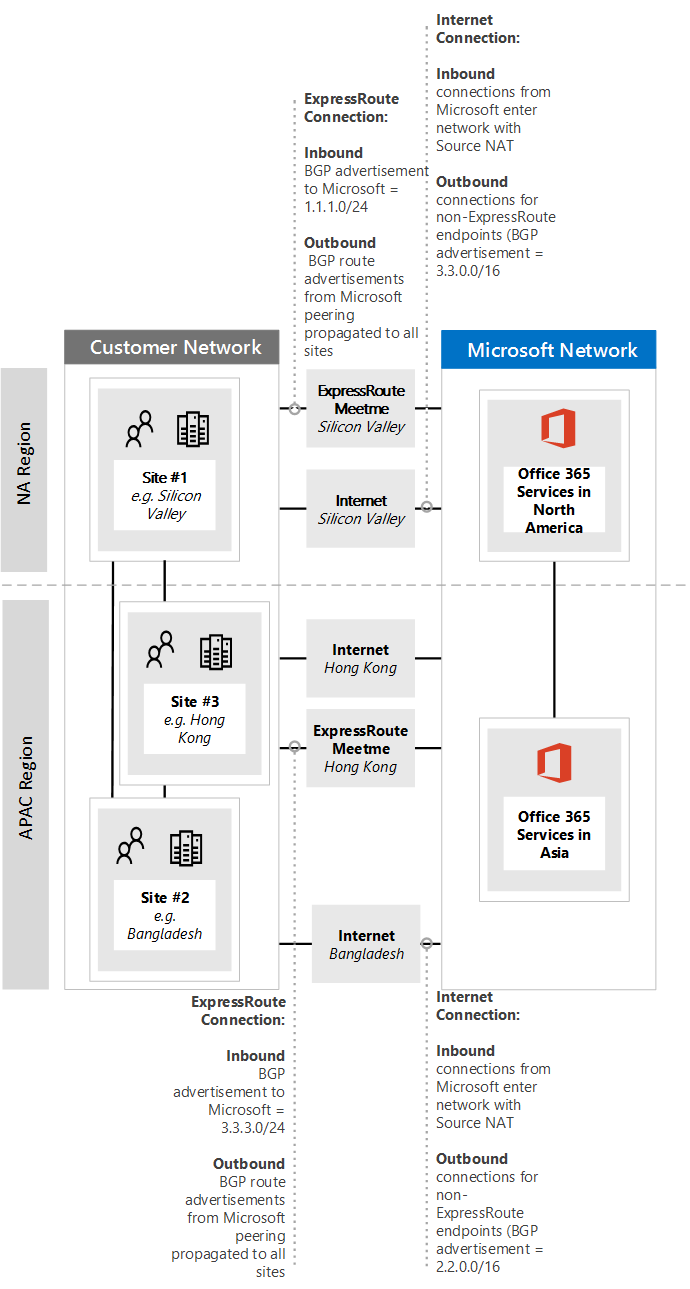 Internet
Connection:
Inbound
connections from
Microsoft enter
network with
Source NAT
Outbound
connections for
non-ExpressRoute
endpoints (BGP
advertisement =
3.3.0.0/16
ExpressRoute
Connection:
Inbound
BGP advertisement
to Microsoft =
1.1.1.0/24
Outbound
BGP route
advertisements
from Microsoft
peering
propagated to all
sites
Customer Network
Microsoft Network
NA Region
Site #1
e.g. Silicon
Valley
ExpressRoute
Meetme
Silicon Valley
Internet
Silicon Valley
Office 365
Services in
North
America
APAC Region
Site #3
e.g. Hong
Kong
Internet
Hong Kong
ExpressRoute
Meetme
Hong Kong
Office 365
Services in
Asia
Site #2
e.g.
Bangladesh
Internet
Bangladesh
ExpressRoute
Connection:
Inbound
BGP
advertisement to
Microsoft =
3.3.3.0/24
Outbound
BGP route
advertisements
from Microsoft
peering
propagated to all
sites
Internet
Connection:
Inbound
connections from
Microsoft enter
network with
Source NAT
Outbound
connections for
non-
ExpressRoute
endpoints (BGP
advertisement =
2.2.0.0/16